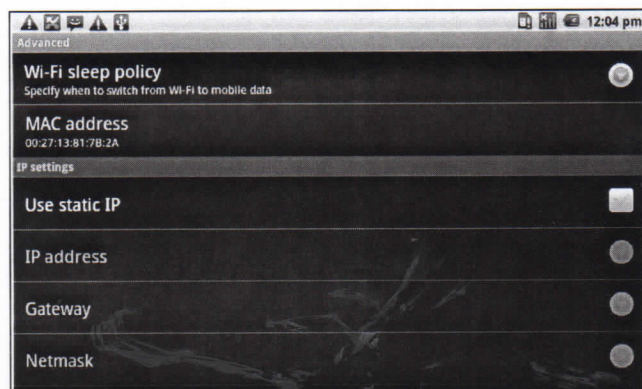 12:04 pm
Advanced
Wi-Fi sleep policy
Specify when to switch from Wi-Fi to mobile data
MAC address
00:27:13:81:7B:2A
IP settings
Use static IP
IP address
Gateway
Netmask